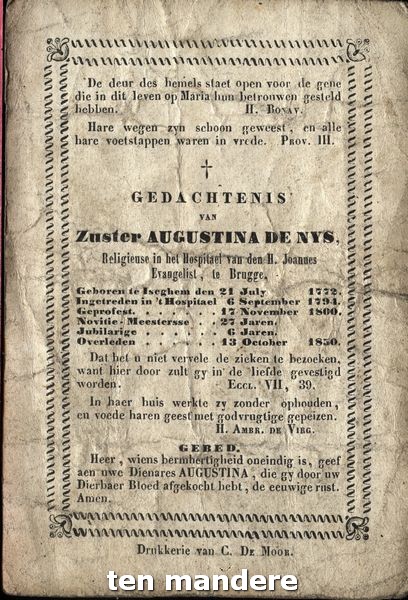 De deur des hemels staet open voor de gene
die in dit leven op Maria hun betrouwen gesteld
hebben. H. Bonav.
Hare wegen zyn schoon geweest, en alle
hare voetstappen waren in vrede. Prov. III.
†
GEDACHTENIS
VAN
Zuster AUGUSTINA DE NYS,
Religieuse in het Hospitael van den H. Joannes
Evangelist, te Brugge,
Geboren te Iseghem den 21 July 1772.
Ingetreden in 't Hospitael 6 September 1794.
Geprofest. . . . . . . . 17 November 1800.
Novitie-Meestersse . . . 27 Jaren.
Jubilarige . . . . . . . 6 Jaren.
Overleden . . . . . . . 13 October 1850.
Dat het u niet vervele de zieken te bezoeken,
want hier door zult gy in de liefde gevestigd
worden. Eccl. VII, 39.
In haer huis werkte zy zonder ophouden,
en voede haren geest met godvrugtige gepeizen.
H. Ambr. de Virg.
GEBED.
Heer, wiens bermhertigheid oneindig is, geef
aen uwe Dienares AUGUSTINA, die gy door uw
Dierbaer Bloed afgekocht hebt, de eeuwige rust.
Amen.
Drukkerie van C. De Moor.
ten mandere